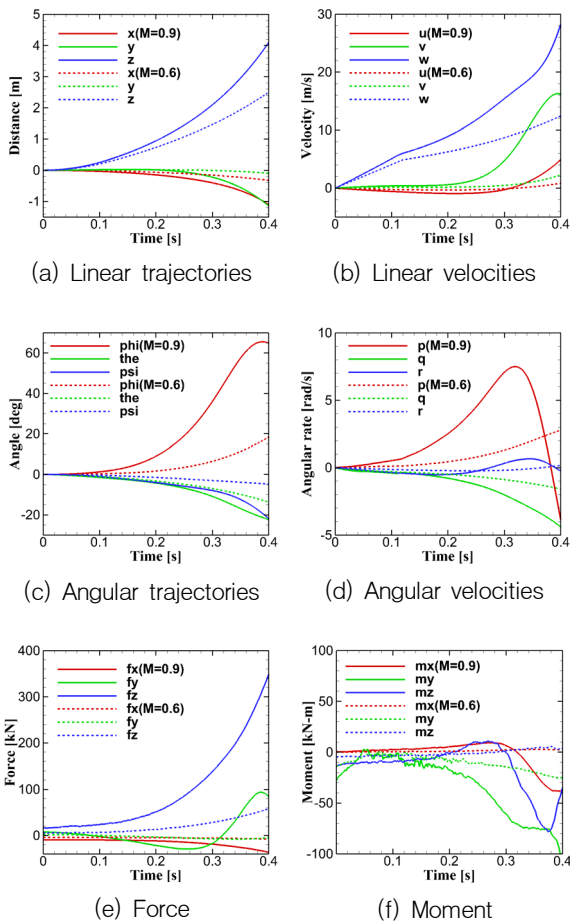 5
4
3
2
1
0
-1
Distance [m]
x(M=0.9)
y
z
x(M=0.6)
y
z
0 0.1 0.2 0.3 0.4
Time [s]
(a) Linear trajectories
30
20
10
0
Velocity [m/s]
u(M=0.9)
v
w
u(M=0.6)
v
w
0 0.1 0.2 0.3 0.4
Time [s]
(b) Linear velocities
60
40
20
0
-20
Angle [deg]
phi(M=0.9)
the
psi
phi(M=0.6)
the
psi
0 0.1 0.2 0.3 0.4
Time [s]
(c) Angular trajectories
10
5
0
-5
Angular rate [rad/s]
p(M=0.9)
q
r
p(M=0.6)
q
r
0 0.1 0.2 0.3 0.4
Time [s]
(d) Angular velocities
400
300
200
100
0
Force [kN]
fx(M=0.9)
fy
fz
fx(M=0.6)
fy
fz
0 0.1 0.2 0.3 0.4
Time [s]
(e) Force
100
50
0
-50
-100
Moment [kN-m]
mx(M=0.9)
my
mz
mx(M=0.6)
my
mz
0.1 0.2 0.3 0.4
Time [s]
(f) Moment